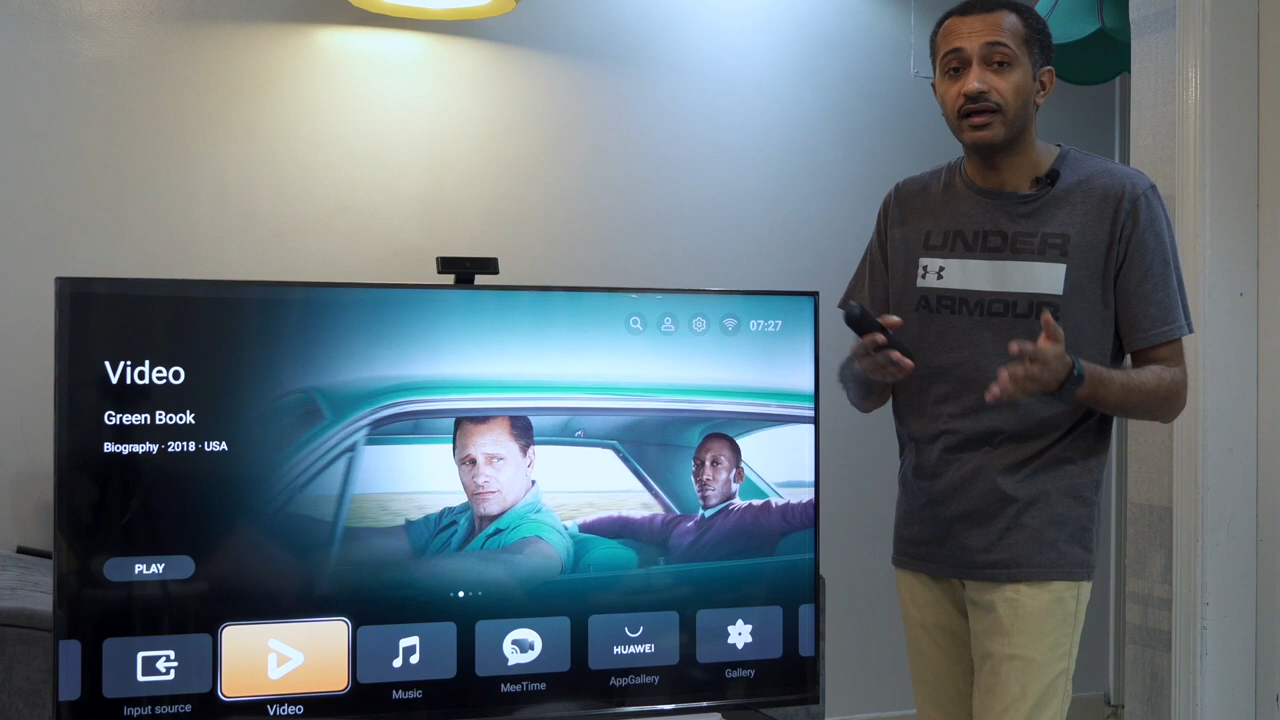 07:27
Video
Green Book
Biography · 2018 · USA
PLAY
Input source
Video
Music
MeeTime
HUAWEI
AppGallery
Gallery
UNDER
ARMOUR